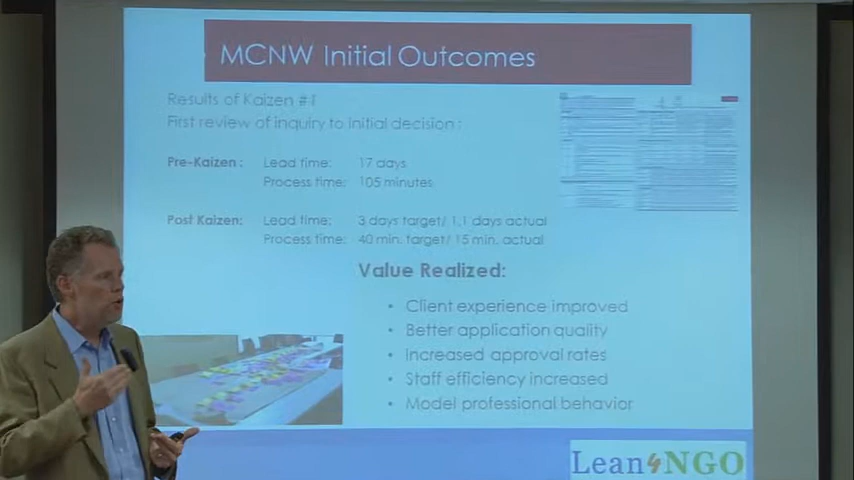 MCNW Initial Outcomes
Results of Kaizen #1
First review of inquiry to Initial decision :
Pre-Kaizen : Lead time: 17 days
Process time: 105 minutes
Post Kaizen: Lead time: 3 days target/ 1.1 days actual
Process time: 40 min. target/ 15 min. actual
Value Realized:
• Client experience improved
• Better application quality
• Increased approval rates
• Staff efficiency increased
• Model professional behavior
Lean4NGO